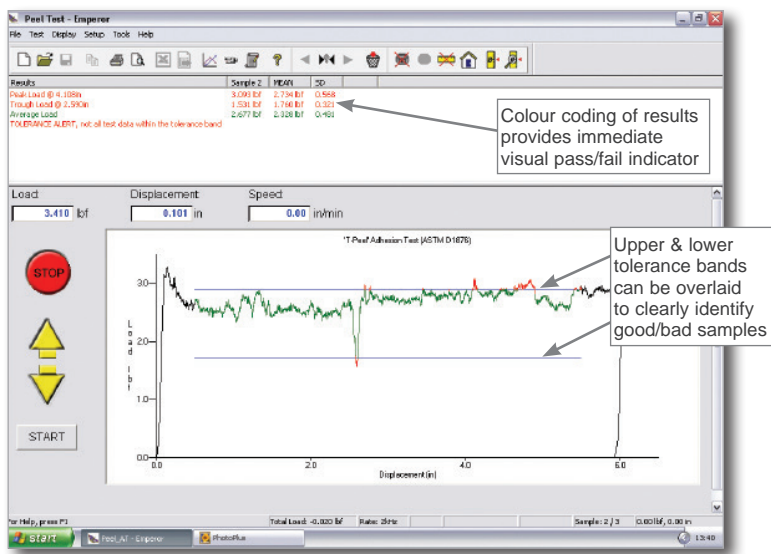 Peel Test - Emperor
File Test Display Setup Tools Help
Results Sample 2 MEAN SD
Peak Load @ 4.108in 3.093 lbf 2.734 lbf 0.568
Trough Load @ 2.590in 1.531 lbf 1.760 lbf 0.321
Average Load 2.677 lbf 2.328 lbf 0.481
TOLERANCE ALERT, not all test data within the tolerance band
Colour coding of results
provides immediate
visual pass/fail indicator
Load: Displacement: Speed:
3.410 lbf 0.101 in 0.00 in/min
"T-Peel" Adhesion Test (ASTM D1876)
STOP
Upper & lower
tolerance bands
can be overlaid
to clearly identify
good/bad samples
3.0
2.0
Load lbf
1.0
START
0.0
0.0 2.0 4.0 6.0
Displacement (in)
For Help, press F1 Total Load: -0.020 lbf Rate: 2kHz Sample: 2 / 3 0.00 lbf, 0.00 in
start Peel_AT - Emperor PhotoPlus 13:40